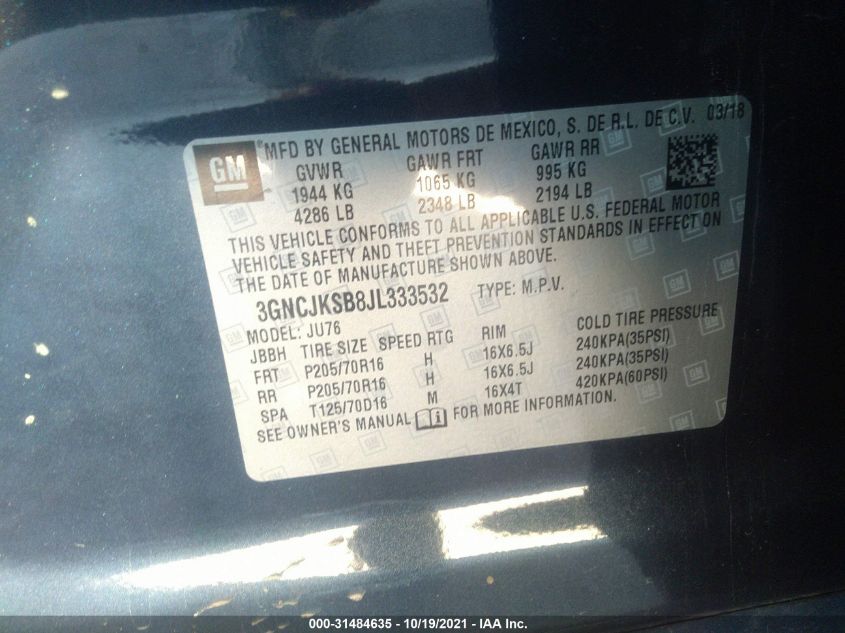 GM
MFD BY GENERAL MOTORS DE MEXICO, S. DE R.L. DE C.V. 03/18
GVWR GAWR FRT GAWR RR
1944 KG 1065 KG 995 KG
4286 LB 2348 LB 2194 LB
THIS VEHICLE CONFORMS TO ALL APPLICABLE U.S. FEDERAL MOTOR
VEHICLE SAFETY AND THEFT PREVENTION STANDARDS IN EFFECT ON
THE DATE OF MANUFACTURE SHOWN ABOVE.
3GNCJKSB8JL333532 TYPE: M.P.V.
MODEL: JU76
JBBH TIRE SIZE SPEED RTG RIM COLD TIRE PRESSURE
FRT P205/70R16 H 16X6.5J 240KPA(35PSI)
RR P205/70R16 H 16X6.5J 240KPA(35PSI)
SPA T125/70D16 M 16X4T 420KPA(60PSI)
SEE OWNER'S MANUAL FOR MORE INFORMATION.
000-31484635 - 10/19/2021 - IAA Inc.